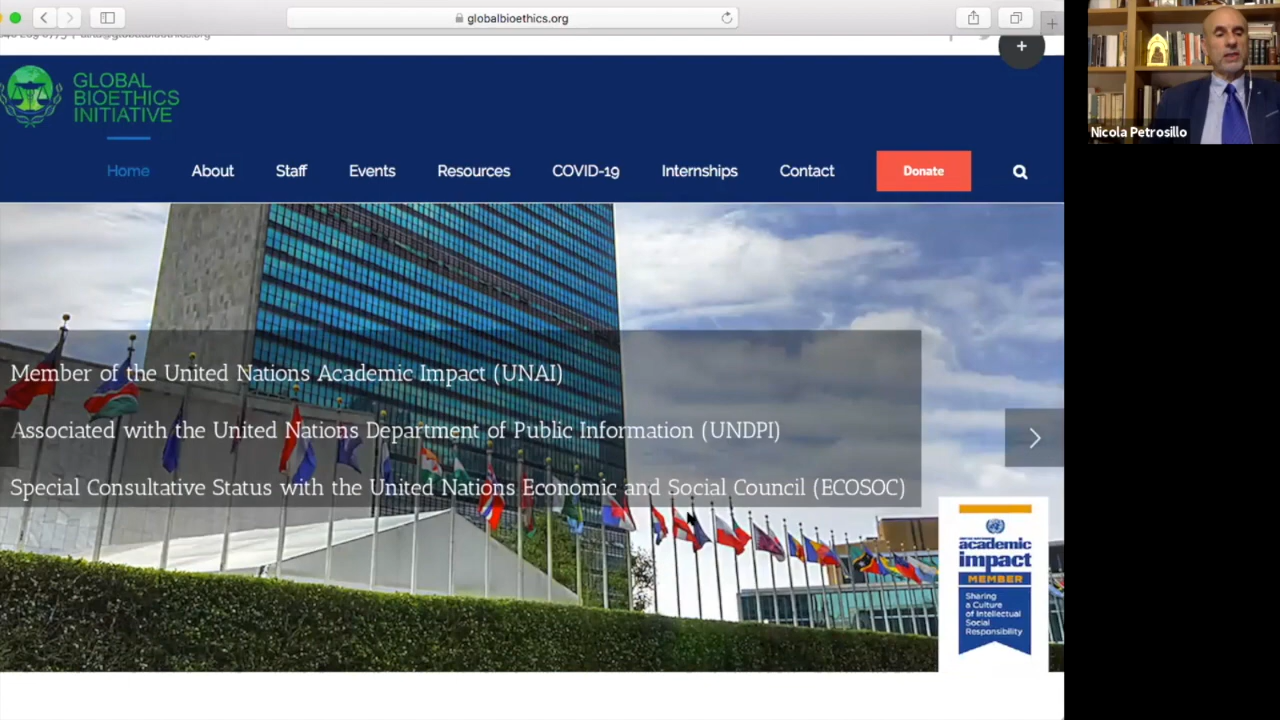 globalbioethics.org
GLOBAL
BIOETHICS
INITIATIVE
Home About Staff Events Resources COVID-19 Internships Contact Donate
Nicola Petrosillo
Member of the United Nations Academic Impact (UNAI)
Associated with the United Nations Department of Public Information (UNDPI)
Special Consultative Status with the United Nations Economic and Social Council (ECOSOC)
academic
impact
MEMBER
Sharing
a Culture
of Intellectual
Social
Responsibility